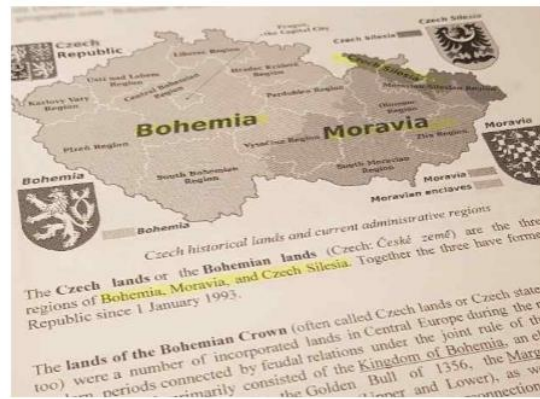 Czech
Republic
Prague
the Capital City
Czech Silesia
Liberec Region
Ustí nad Labem
Region
Hradec Králové
Region
Czech Silesia
Karlovy Vary
Region
Central Bohemian
Region
Pardubice Region
Moravian-Silesian Region
Olomouc
Region
Bohemia
Moravia
Plzeň Region
Vysočina Region
Zlín Region
Moravia
South Bohemian
Region
South Moravian
Region
Bohemia
Moravia
Moravian enclaves
Bohemia
Czech historical lands and current administrative regions
The Czech lands or the Bohemian lands (Czech: České země) are the three
regions of Bohemia, Moravia, and Czech Silesia. Together the three have forme
Republic since 1 January 1993.
The lands of the Bohemian Crown (often called Czech lands or Czech state
too) were a number of incorporated lands in Central Europe during the
periods connected by feudal relations under the joint rule of the
primarily consisted of the Kingdom of Bohemia, an el
the Golden Bull of 1356, the Marg
(Upper and Lower), as w
connection